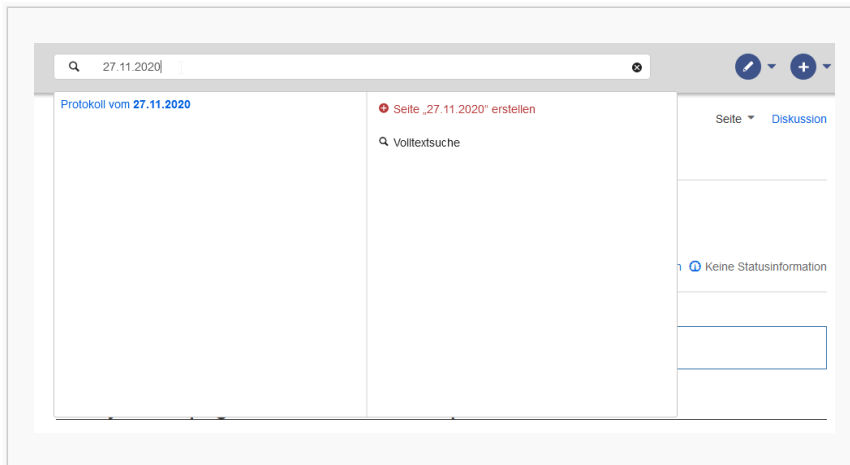 27.11.2020
Protokoll vom 27.11.2020
Seite „27.11.2020“ erstellen
Volltextsuche
Seite
Diskussion
Keine Statusinformation